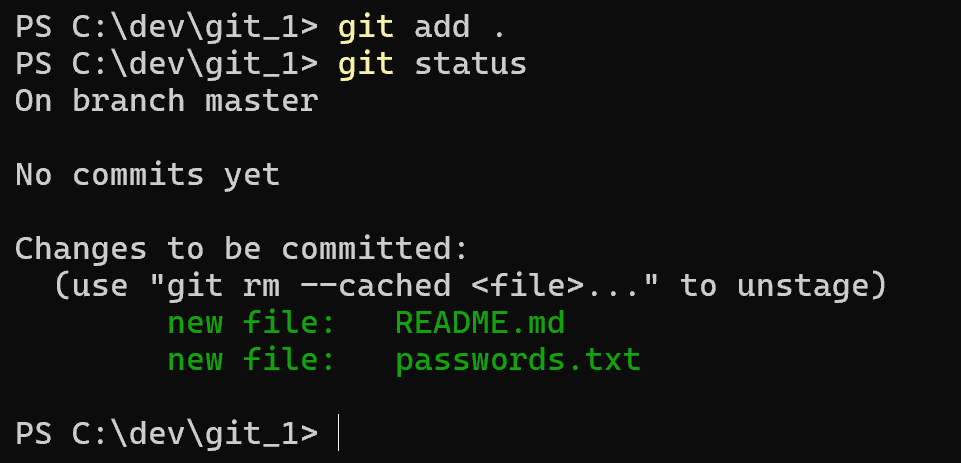 PS C:\dev\git_1> git add .
PS C:\dev\git_1> git status
On branch master
No commits yet
Changes to be committed:
  (use "git rm --cached <file>..." to unstage)
        new file:   README.md
        new file:   passwords.txt
PS C:\dev\git_1>